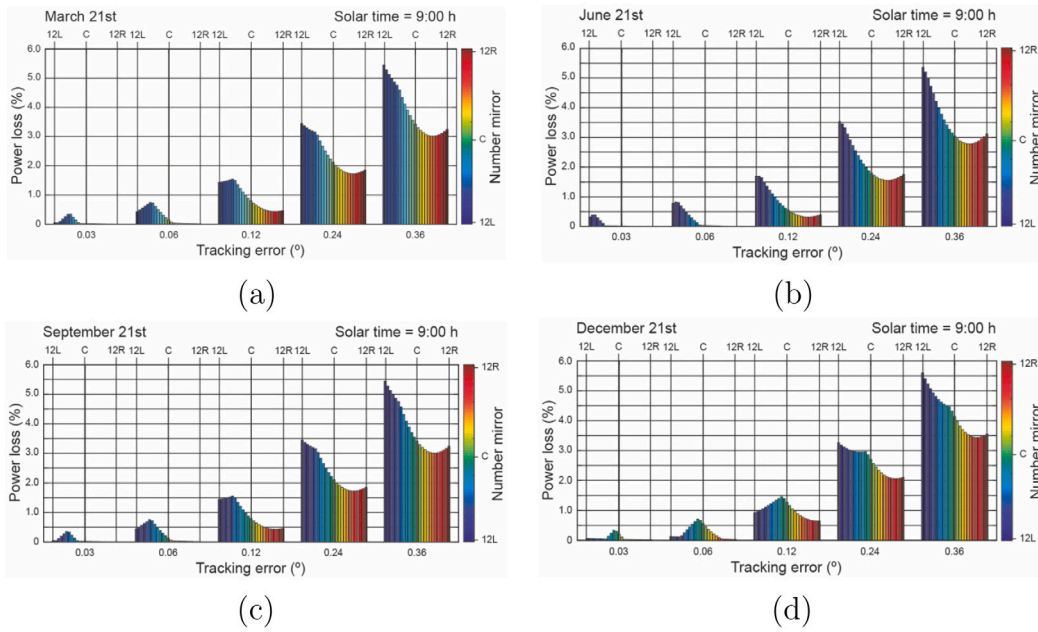 March 21st Solar time = 9:00 h
12L C 12R 12L C 12R 12L C 12R 12L C 12R 12L C 12R
6.0
5.0
4.0
3.0
2.0
1.0
0
Power loss (%)
0.03 0.06 0.12 0.24 0.36
Tracking error (º)
12R
C
12L
Number mirror
(a)
June 21st Solar time = 9:00 h
12L C 12R 12L C 12R 12L C 12R 12L C 12R 12L C 12R
6.0
5.0
4.0
3.0
2.0
1.0
0
Power loss (%)
0.03 0.06 0.12 0.24 0.36
Tracking error (º)
12R
C
12L
Number mirror
(b)
September 21st Solar time = 9:00 h
12L C 12R 12L C 12R 12L C 12R 12L C 12R 12L C 12R
6.0
5.0
4.0
3.0
2.0
1.0
0
Power loss (%)
0.03 0.06 0.12 0.24 0.36
Tracking error (º)
12R
C
12L
Number mirror
(c)
December 21st Solar time = 9:00 h
12L C 12R 12L C 12R 12L C 12R 12L C 12R 12L C 12R
6.0
5.0
4.0
3.0
2.0
1.0
0
Power loss (%)
0.03 0.06 0.12 0.24 0.36
Tracking error (º)
12R
C
12L
Number mirror
(d)